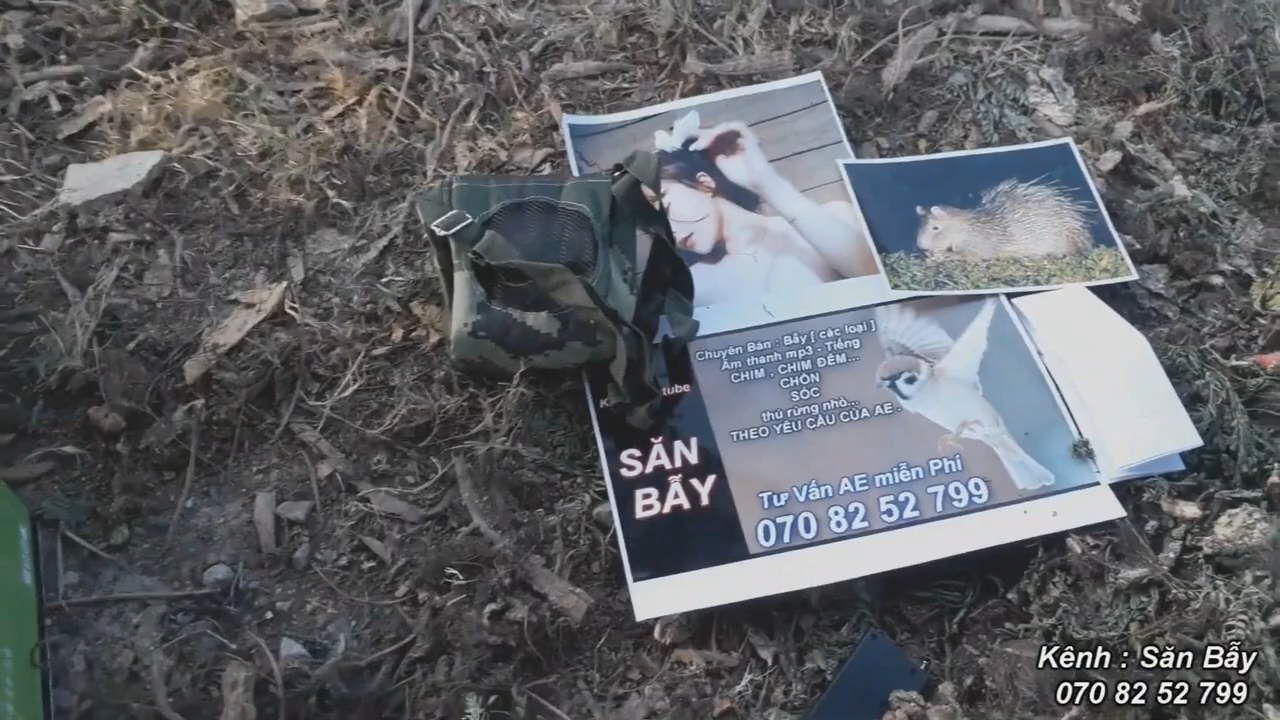 Chuyên Bán : Bẫy [ các loại ]
Âm thanh mp3 - Tiếng
CHIM , CHIM ĐÊM...
CHỒN
SÓC
thú rừng nhỏ...
THEO YÊU CẦU CỦA AE .
tube
SĂN
BẪY
Tư Vấn AE miễn Phí
070 82 52 799
Kênh : Săn Bẫy
070 82 52 799